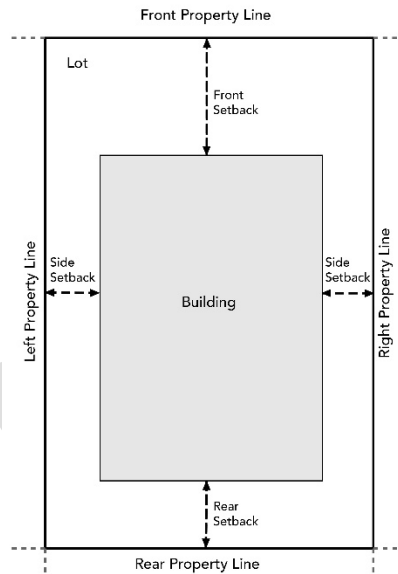 Front Property Line
Lot
Front
Setback
Side
Setback
Side
Setback
Left Property Line
Building
Right Property Line
Rear
Setback
Rear Property Line